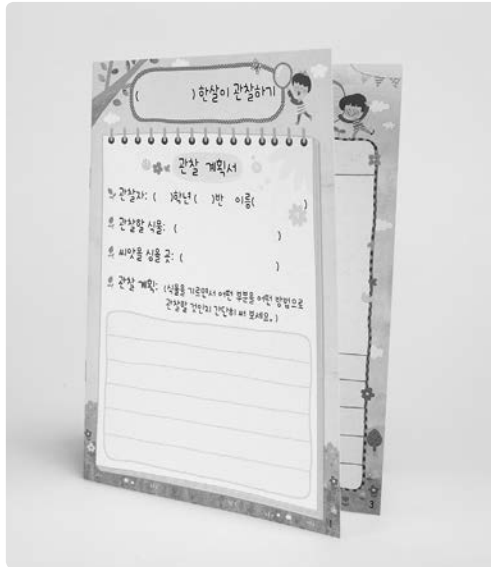 (            ) 한살이 관찰하기
관찰 계획서
관찰자: (   )학년 (   )반 이름(            )
관찰할 식물: (                    )
씨앗을 심을 곳: (                    )
관찰 계획: (식물을 기르면서 어떤 부분을 어떤 방법으로
관찰할 것인지 간단히 써 보세요.)
1
3